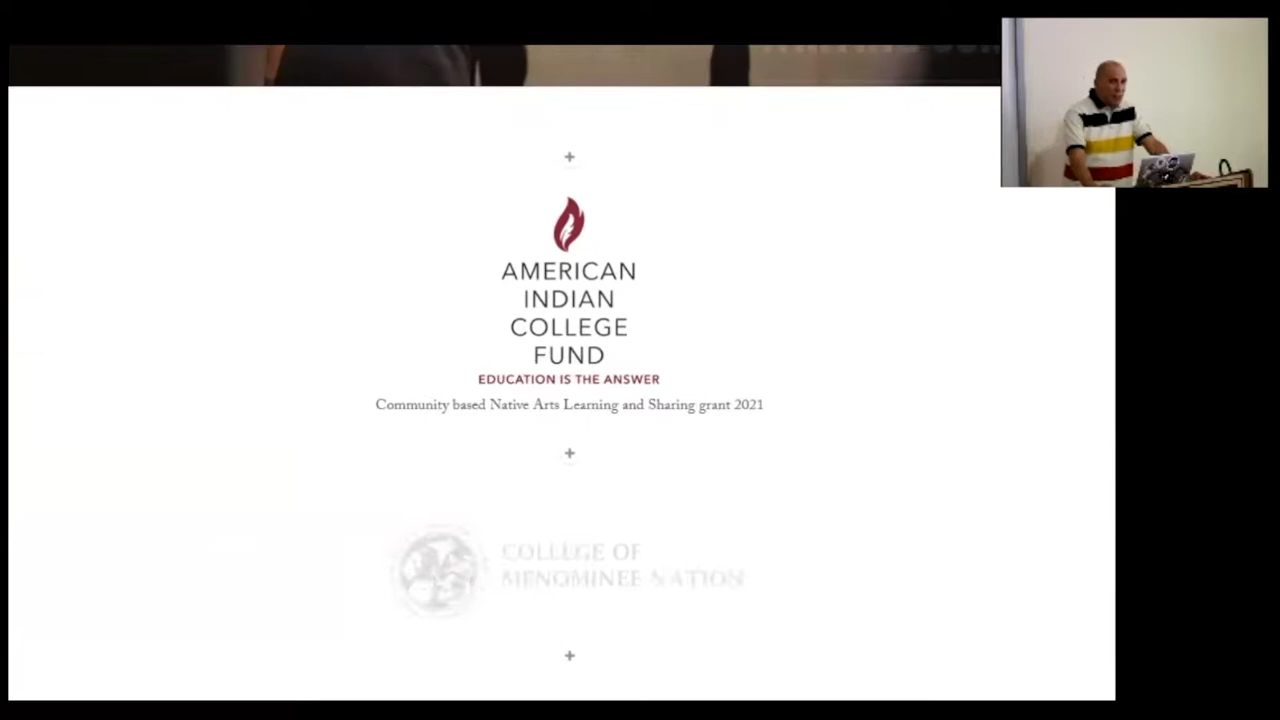 AMERICAN
INDIAN
COLLEGE
FUND
EDUCATION IS THE ANSWER
Community based Native Arts Learning and Sharing grant 2021
COLLEGE OF
MENOMINEE NATION